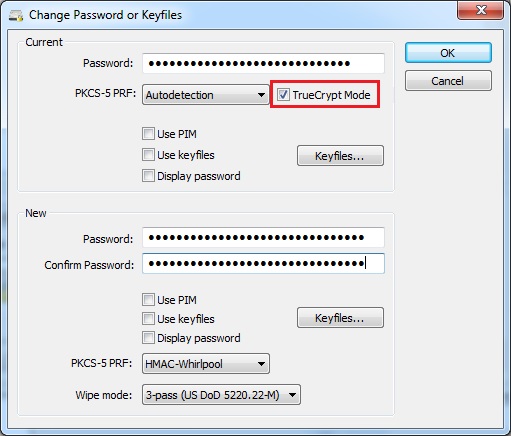 Change Password or Keyfiles
Current
Password: ●●●●●●●●●●●●●●●●●●●●●●●●●●●●●
PKCS-5 PRF: Autodetection TrueCrypt Mode
Use PIM
Use keyfiles Keyfiles...
Display password
OK
Cancel
New
Password: ●●●●●●●●●●●●●●●●●●●●●●●●●●●●●●●
Confirm Password: ●●●●●●●●●●●●●●●●●●●●●●●●●●●●●●●
Use PIM
Use keyfiles Keyfiles...
Display password
PKCS-5 PRF: HMAC-Whirlpool
Wipe mode: 3-pass (US DoD 5220.22-M)